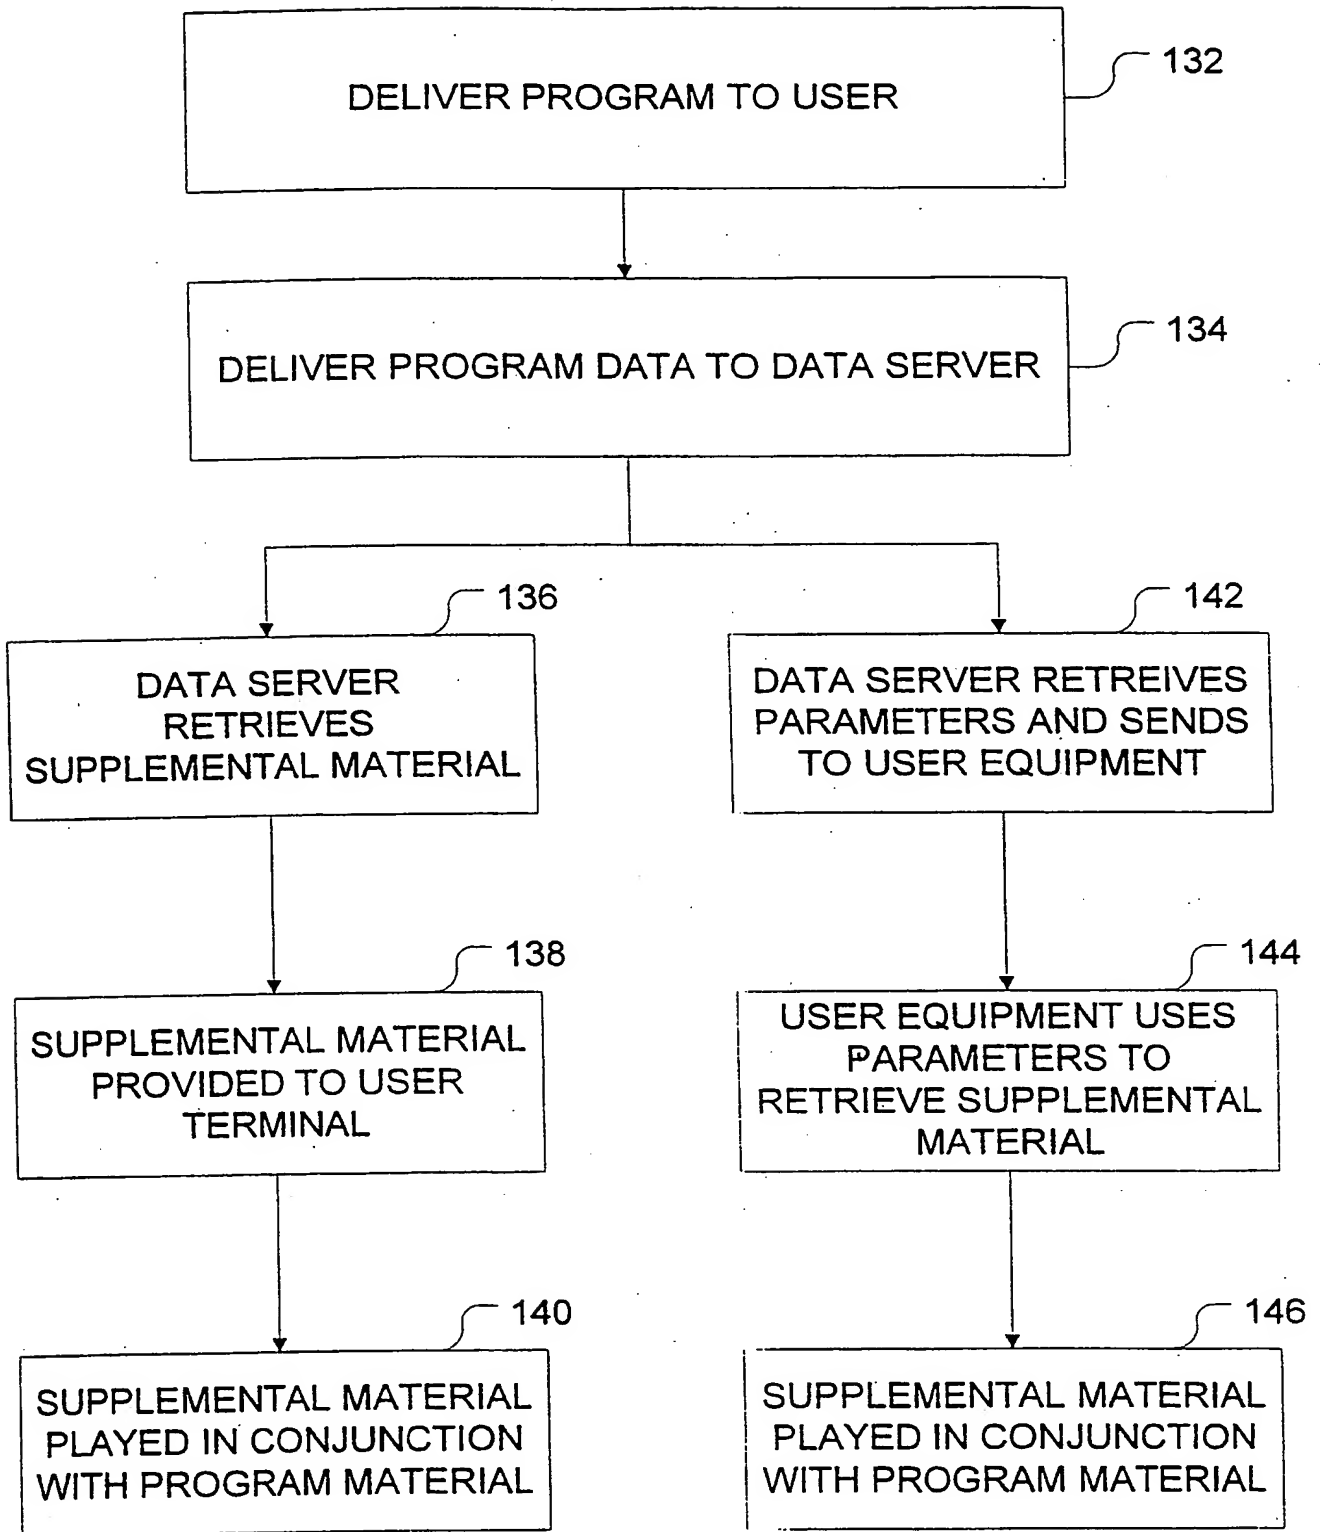 DELIVER PROGRAM TO USER
132
DELIVER PROGRAM DATA TO DATA SERVER
134
136
DATA SERVER
RETRIEVES
SUPPLEMENTAL MATERIAL
142
DATA SERVER RETREIVES
PARAMETERS AND SENDS
TO USER EQUIPMENT
138
SUPPLEMENTAL MATERIAL
PROVIDED TO USER
TERMINAL
144
USER EQUIPMENT USES
PARAMETERS TO
RETRIEVE SUPPLEMENTAL
MATERIAL
140
SUPPLEMENTAL MATERIAL
PLAYED IN CONJUNCTION
WITH PROGRAM MATERIAL
146
SUPPLEMENTAL MATERIAL
PLAYED IN CONJUNCTION
WITH PROGRAM MATERIAL